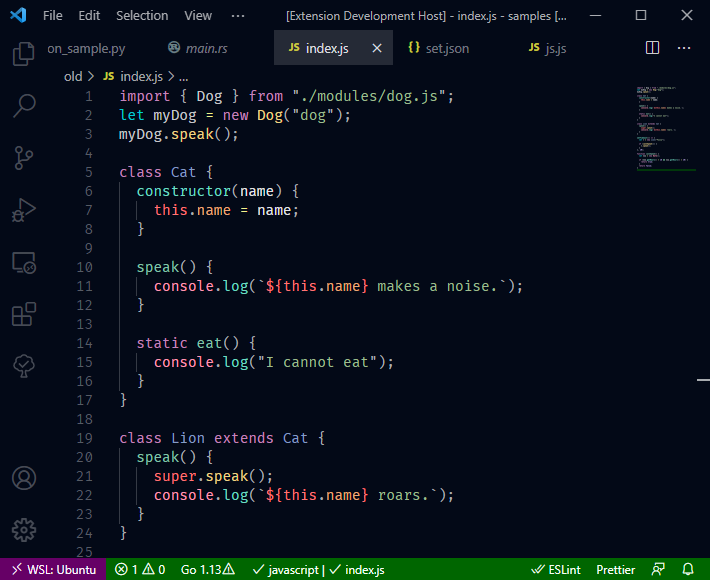 File Edit Selection View ··· [Extension Development Host] - index.js - samples [...
on_sample.py main.rs JS index.js × {} set.json JS js.js ···
old > JS index.js > ...
1 import { Dog } from "./modules/dog.js";
2 let myDog = new Dog("dog");
3 myDog.speak();
4
5 class Cat {
6   constructor(name) {
7     this.name = name;
8   }
9
10   speak() {
11     console.log(`${this.name} makes a noise.`);
12   }
13
14   static eat() {
15     console.log("I cannot eat");
16   }
17 }
18
19 class Lion extends Cat {
20   speak() {
21     super.speak();
22     console.log(`${this.name} roars.`);
23   }
24 }
25
WSL: Ubuntu 1 0 Go 1.13 javascript | index.js ESLint Prettier